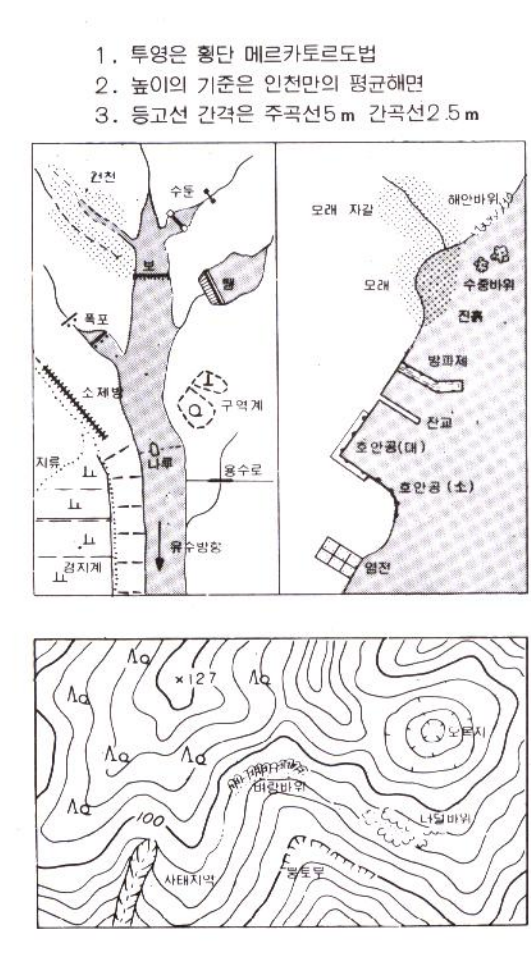 1. 투영은 횡단 메르카토르도법
2. 높이의 기준은 인천만의 평균해면
3. 등고선 간격은 주곡선5m 간곡선2.5m
건천
수문
보
폭포
소제방
구역계
지류
나루
용수로
유수방향
경지계
모래 자갈
해안바위
모래
수중바위
진흙
방파제
잔교
호안공(대)
호안공(소)
염전
×127
오목지
벼랑바위
너덜바위
100
사태지역